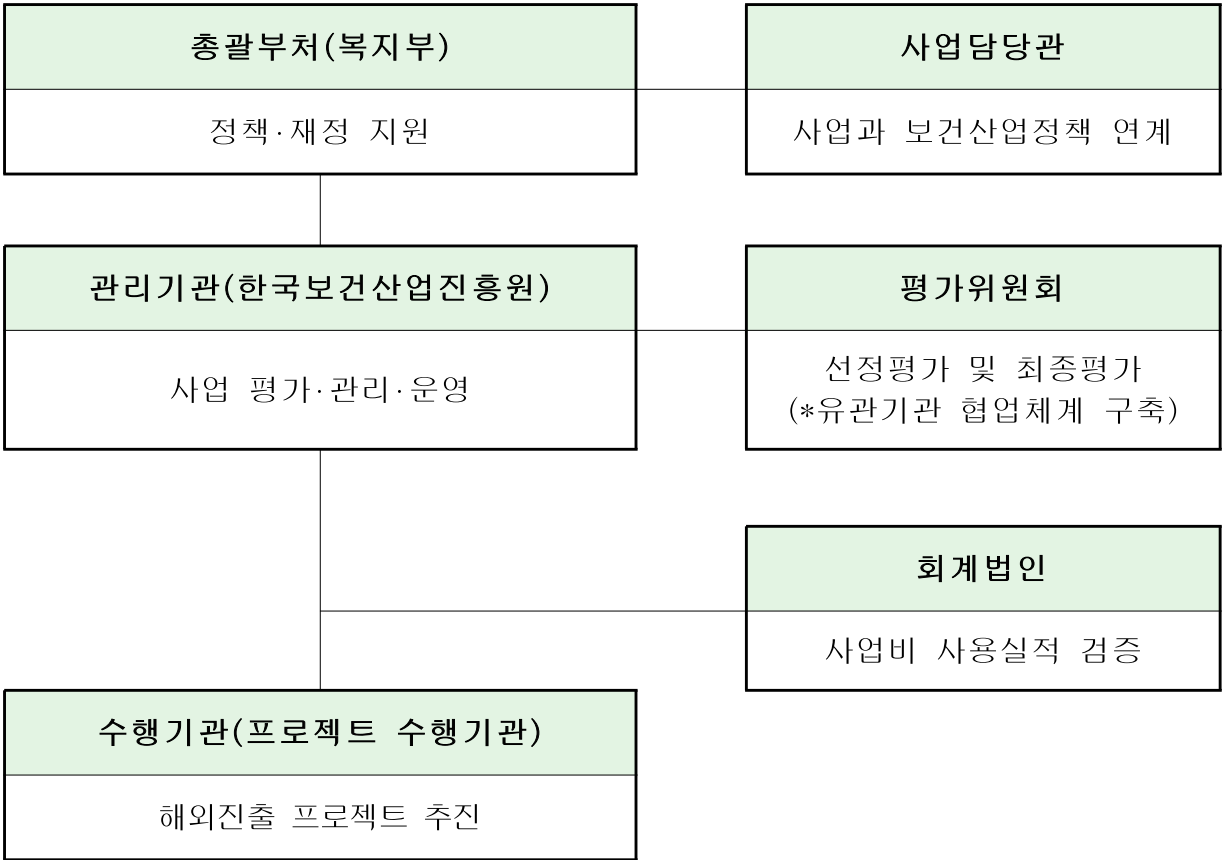 총괄부처(복지부)
정책·재정 지원
사업담당관
사업과 보건산업정책 연계
관리기관(한국보건산업진흥원)
사업 평가·관리·운영
평가위원회
선정평가 및 최종평가
(*유관기관 협업체계 구축)
회계법인
사업비 사용실적 검증
수행기관(프로젝트 수행기관)
해외진출 프로젝트 추진